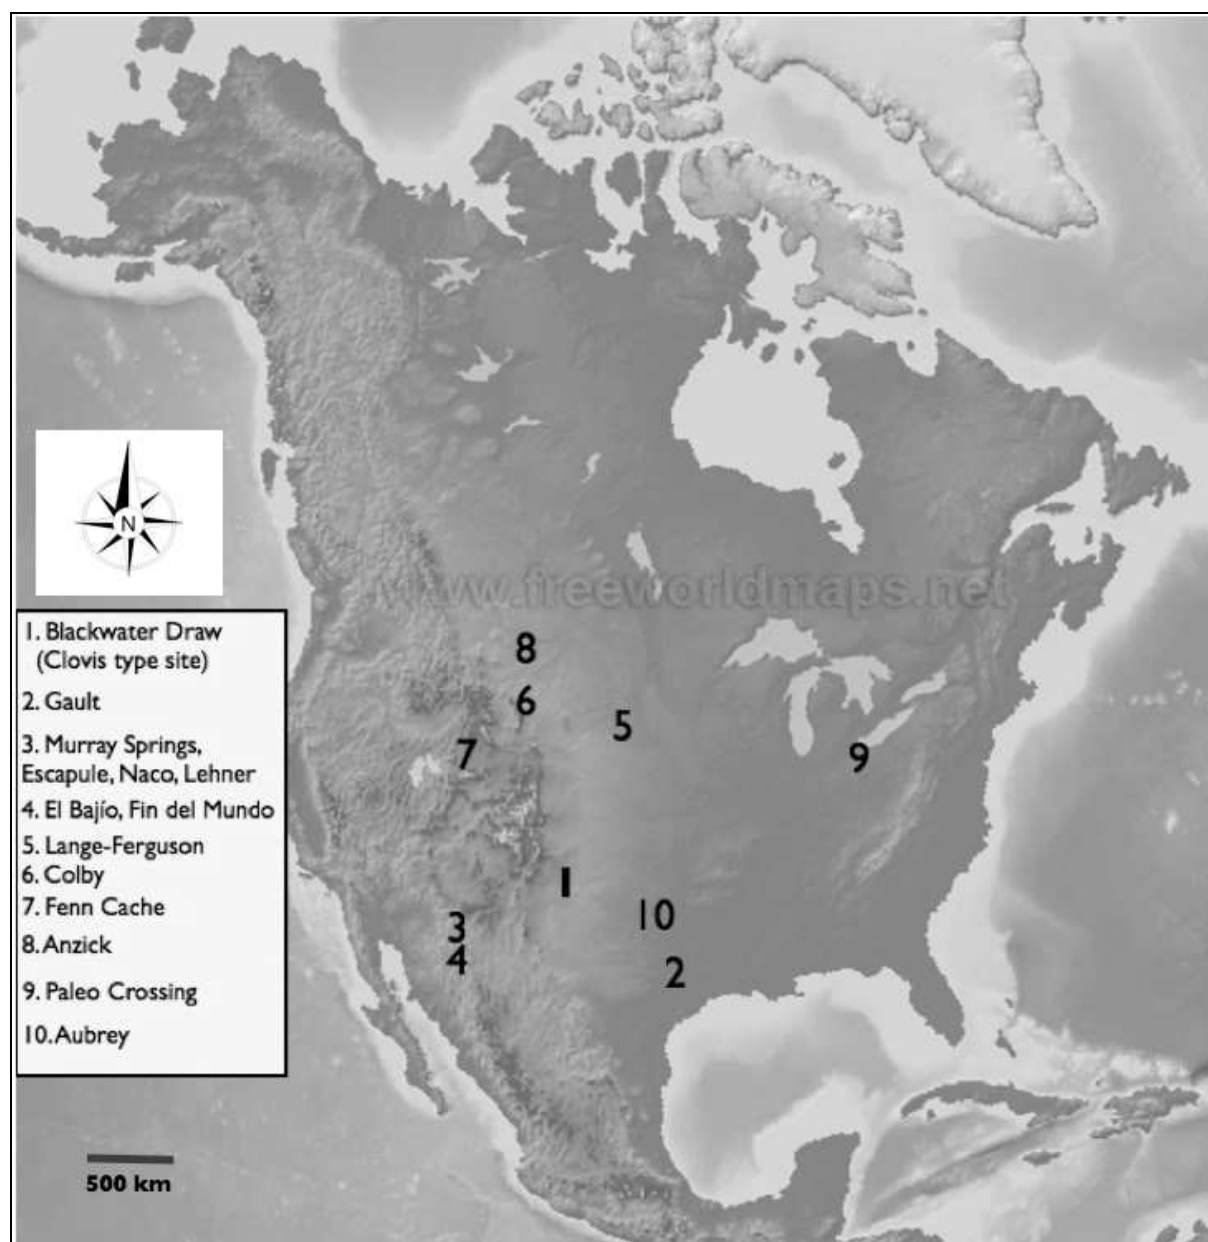 www.freeworldmaps.net
N
1. Blackwater Draw
(Clovis type site)
2. Gault
3. Murray Springs,
Escapule, Naco, Lehner
4. El Bajío, Fin del Mundo
5. Lange-Ferguson
6. Colby
7. Fenn Cache
8. Anzick
9. Paleo Crossing
10. Aubrey
8
6
5
7
9
1
10
3
4
2
500 km